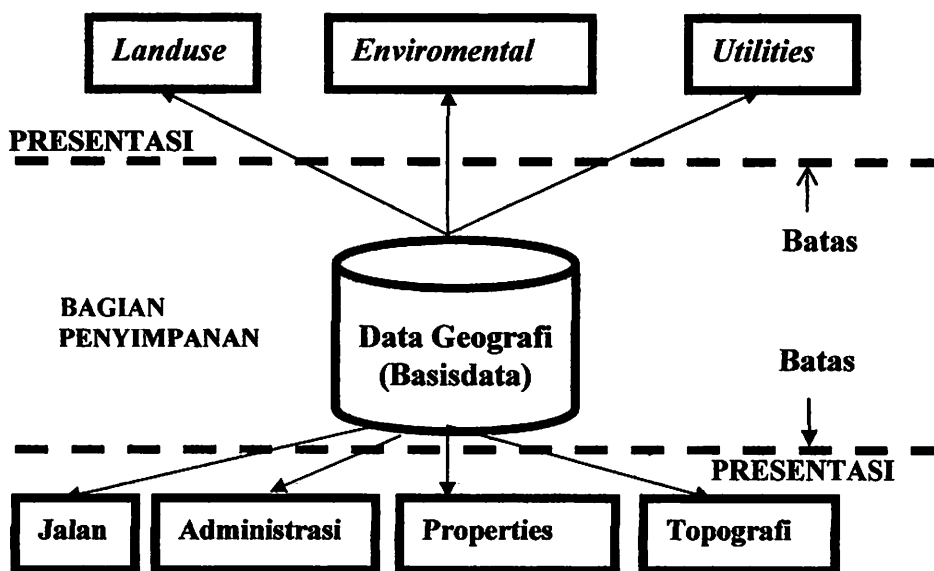 Landuse
Enviromental
Utilities
PRESENTASI
Batas
BAGIAN
PENYIMPANAN
Data Geografi
(Basisdata)
Batas
PRESENTASI
Jalan
Administrasi
Properties
Topografi